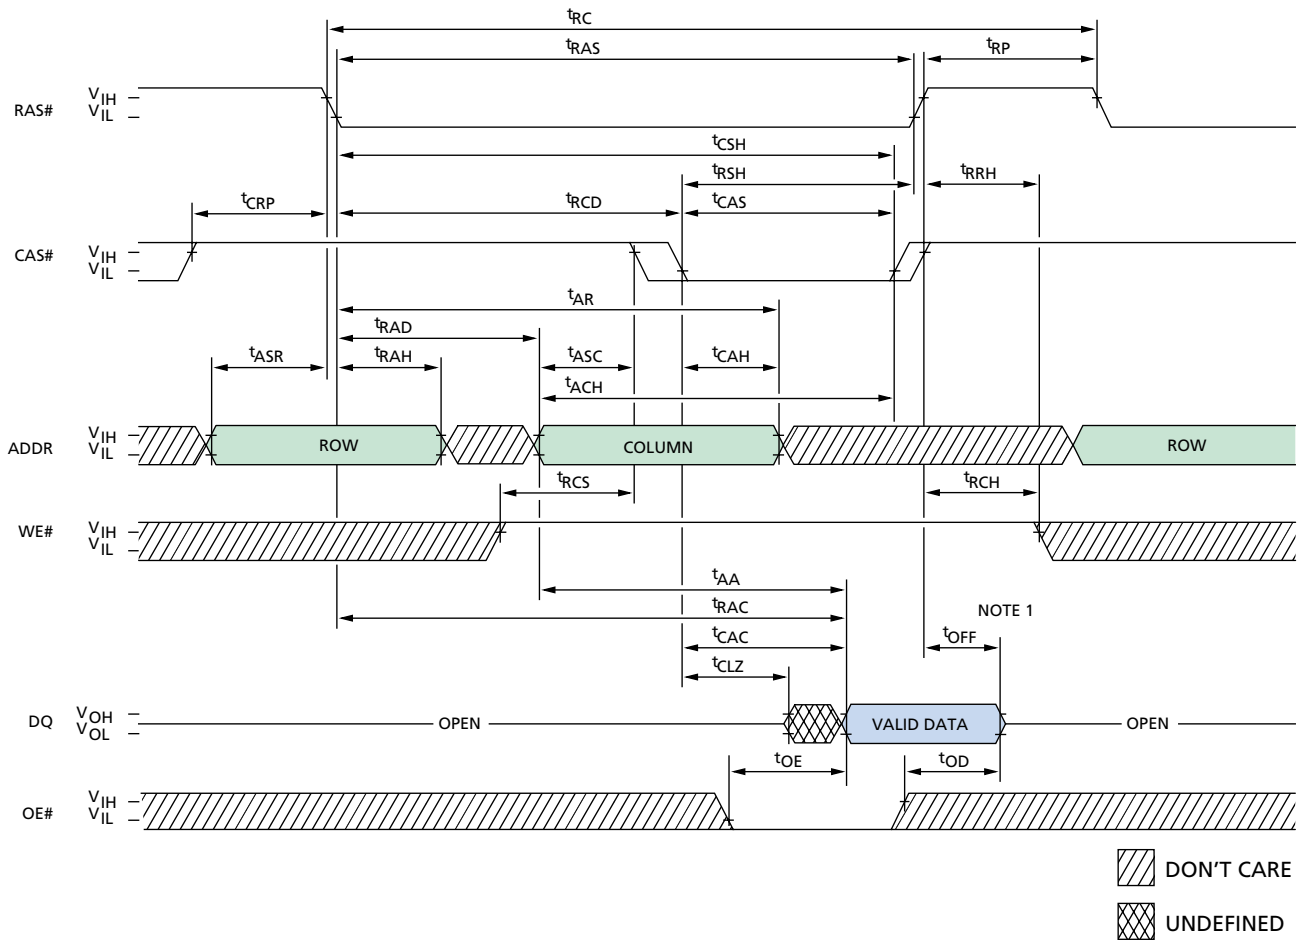 tRC
tRAS
tRP
RAS#
VIH
VIL
tCSH
tRSH
tRRH
tCRP
tRCD
tCAS
CAS#
VIH
VIL
tAR
tRAD
tASR
tRAH
tASC
tCAH
tACH
ADDR
VIH
VIL
ROW
COLUMN
ROW
tRCS
tRCH
WE#
VIH
VIL
tAA
tRAC
NOTE 1
tCAC
tOFF
tCLZ
DQ
VOH
VOL
OPEN
VALID DATA
OPEN
tOE
tOD
OE#
VIH
VIL
DON'T CARE
UNDEFINED